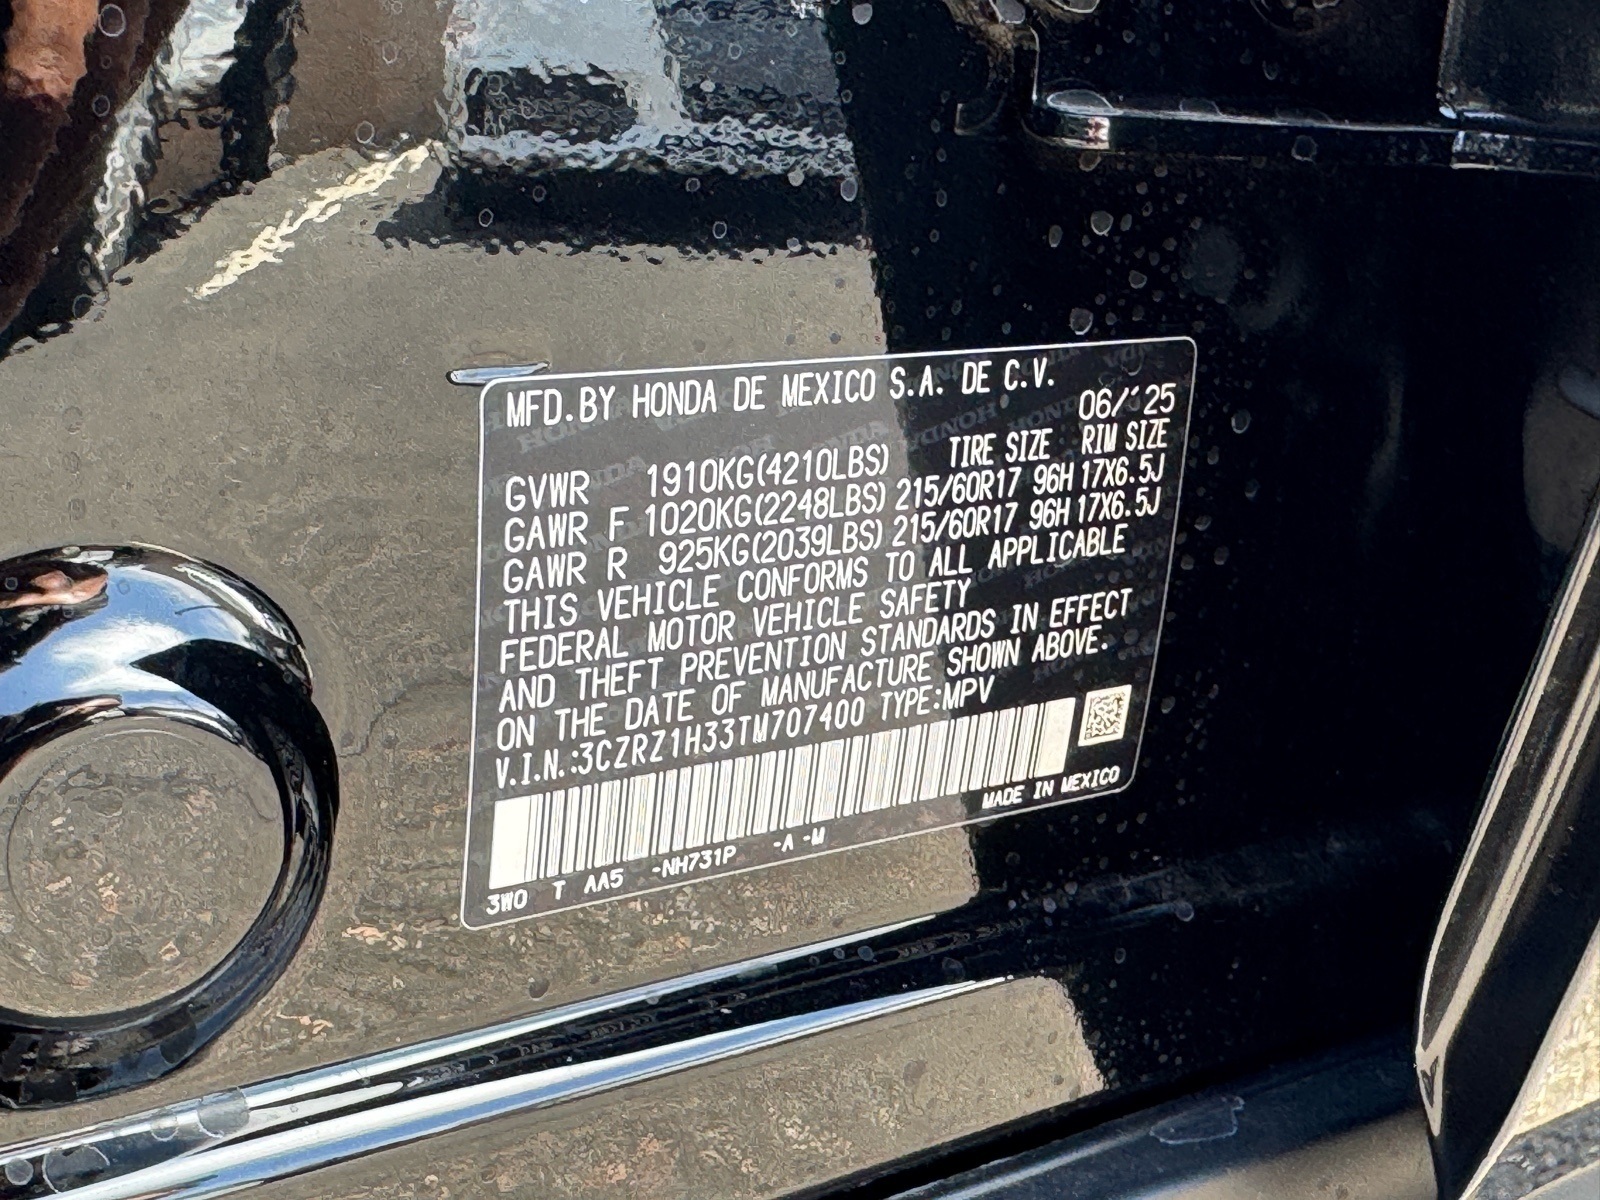 MFD.BY HONDA DE MEXICO S.A. DE C.V.
06/'25
TIRE SIZE RIM SIZE
GVWR 1910KG(4210LBS)
GAWR F 1020KG(2248LBS) 215/60R17 96H 17X6.5J
GAWR R 925KG(2039LBS) 215/60R17 96H 17X6.5J
THIS VEHICLE CONFORMS TO ALL APPLICABLE
FEDERAL MOTOR VEHICLE SAFETY
AND THEFT PREVENTION STANDARDS IN EFFECT
ON THE DATE OF MANUFACTURE SHOWN ABOVE.
V.I.N.:3CZRZ1H33TM707400 TYPE:MPV
MADE IN MEXICO
3W0 T AA5 -NH731P -A -M